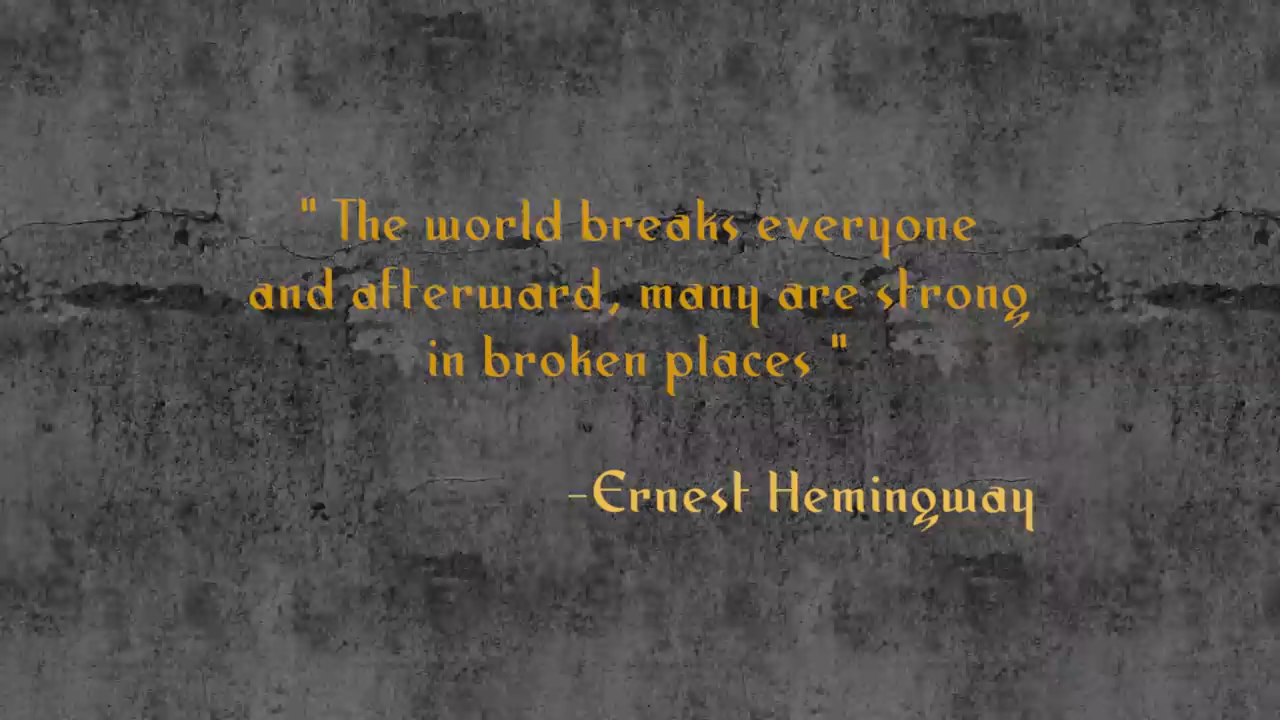 " The world breaks everyone
and afterward, many are strong
in broken places "
-Ernest Hemingway